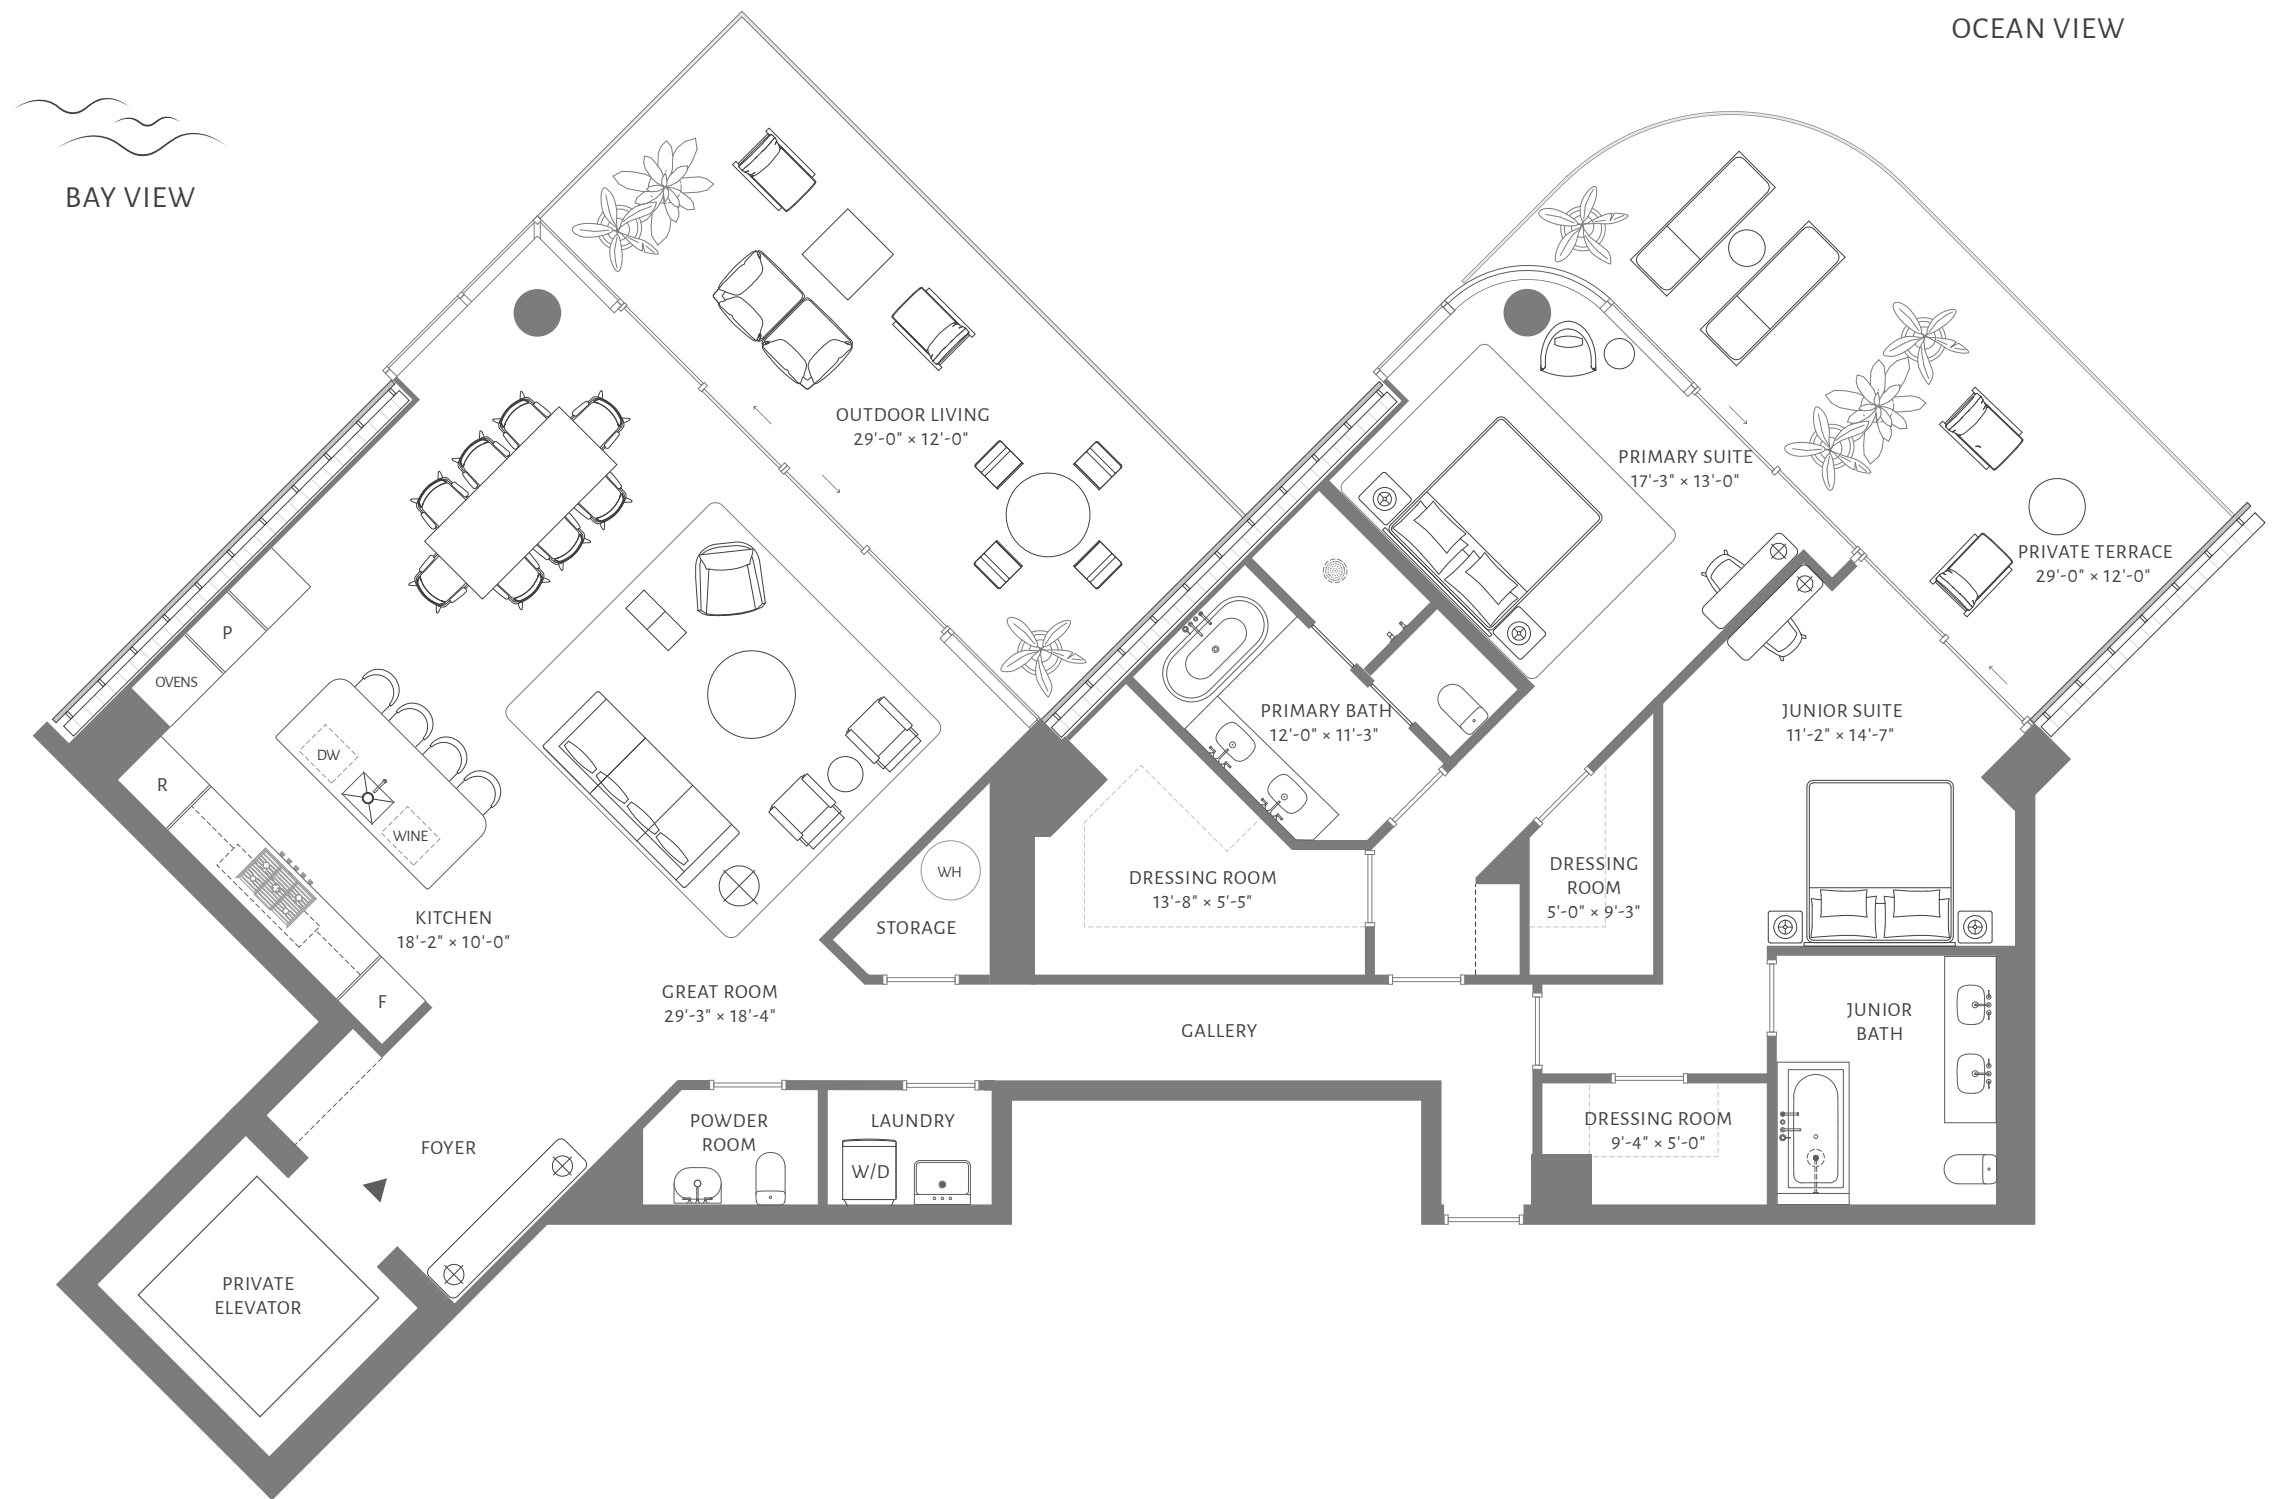 OCEAN VIEW
BAY VIEW
OUTDOOR LIVING
29'-0" × 12'-0"
PRIMARY SUITE
17'-3" × 13'-0"
PRIVATE TERRACE
29'-0" × 12'-0"
P
OVENS
PRIMARY BATH
12'-0" × 11'-3"
JUNIOR SUITE
11'-2" × 14'-7"
DW
R
WINE
WH
STORAGE
DRESSING ROOM
13'-8" × 5'-5"
DRESSING
ROOM
5'-0" × 9'-3"
KITCHEN
18'-2" × 10'-0"
F
GREAT ROOM
29'-3" × 18'-4"
GALLERY
JUNIOR
BATH
FOYER
POWDER
ROOM
LAUNDRY
W/D
DRESSING ROOM
9'-4" × 5'-0"
PRIVATE
ELEVATOR